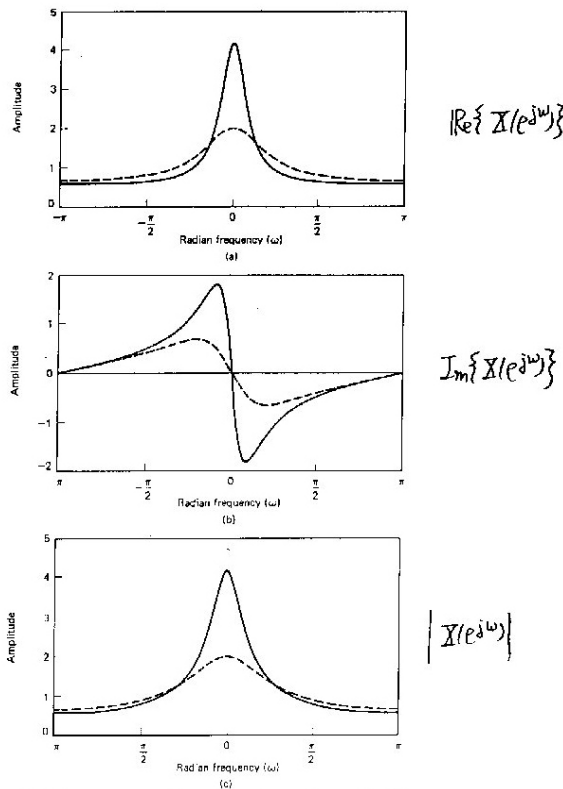 5
4
3
2
1
0
Amplitude
−π
−π/2
0
π/2
π
Radian frequency (ω)
(a)
Re{X(e^jω)}
2
1
0
−1
−2
Amplitude
π
−π/2
0
π/2
π
Radian frequency (ω)
(b)
Im{X(e^jω)}
5
4
3
2
1
0
Amplitude
π
π/2
0
π/2
π
Radian frequency (ω)
(c)
|X(e^jω)|